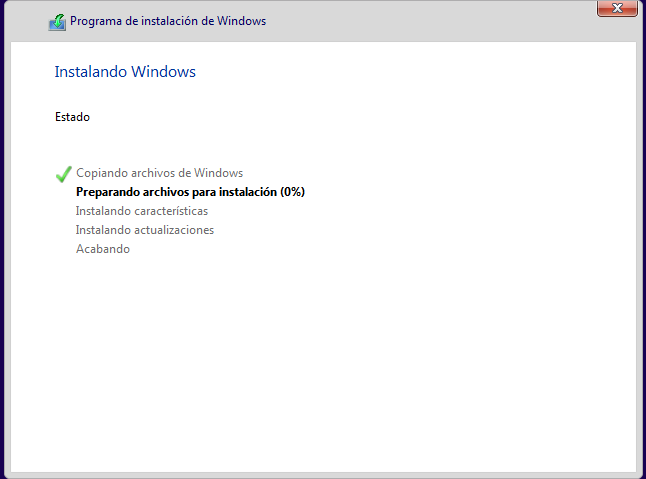 Programa de instalación de Windows
Instalando Windows
Estado
Copiando archivos de Windows
Preparando archivos para instalación (0%)
Instalando características
Instalando actualizaciones
Acabando